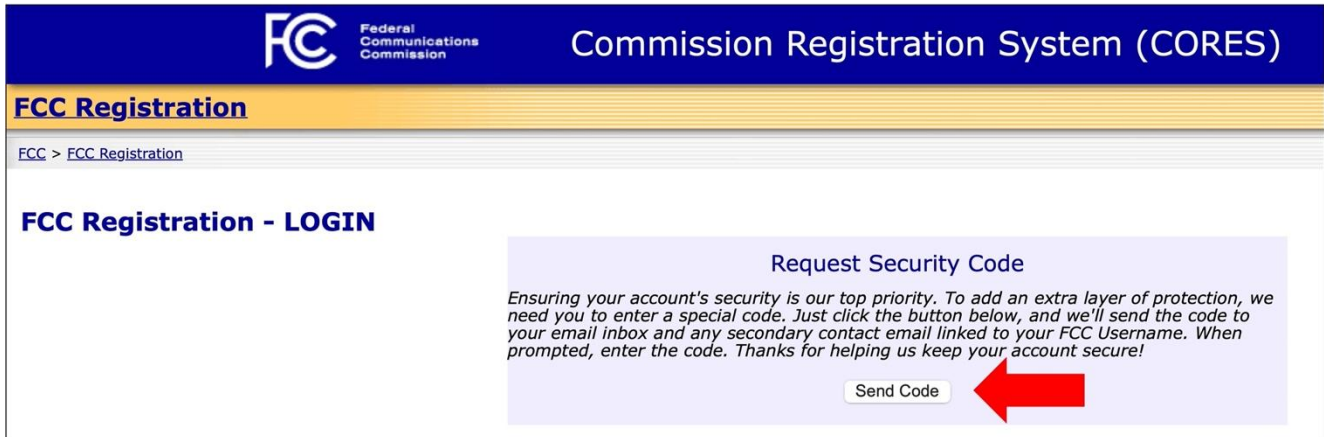 FCC
Federal
Communications
Commission
Commission Registration System (CORES)
FCC Registration
FCC > FCC Registration
FCC Registration - LOGIN
Request Security Code
Ensuring your account's security is our top priority. To add an extra layer of protection, we
need you to enter a special code. Just click the button below, and we'll send the code to
your email inbox and any secondary contact email linked to your FCC Username. When
prompted, enter the code. Thanks for helping us keep your account secure!
Send Code